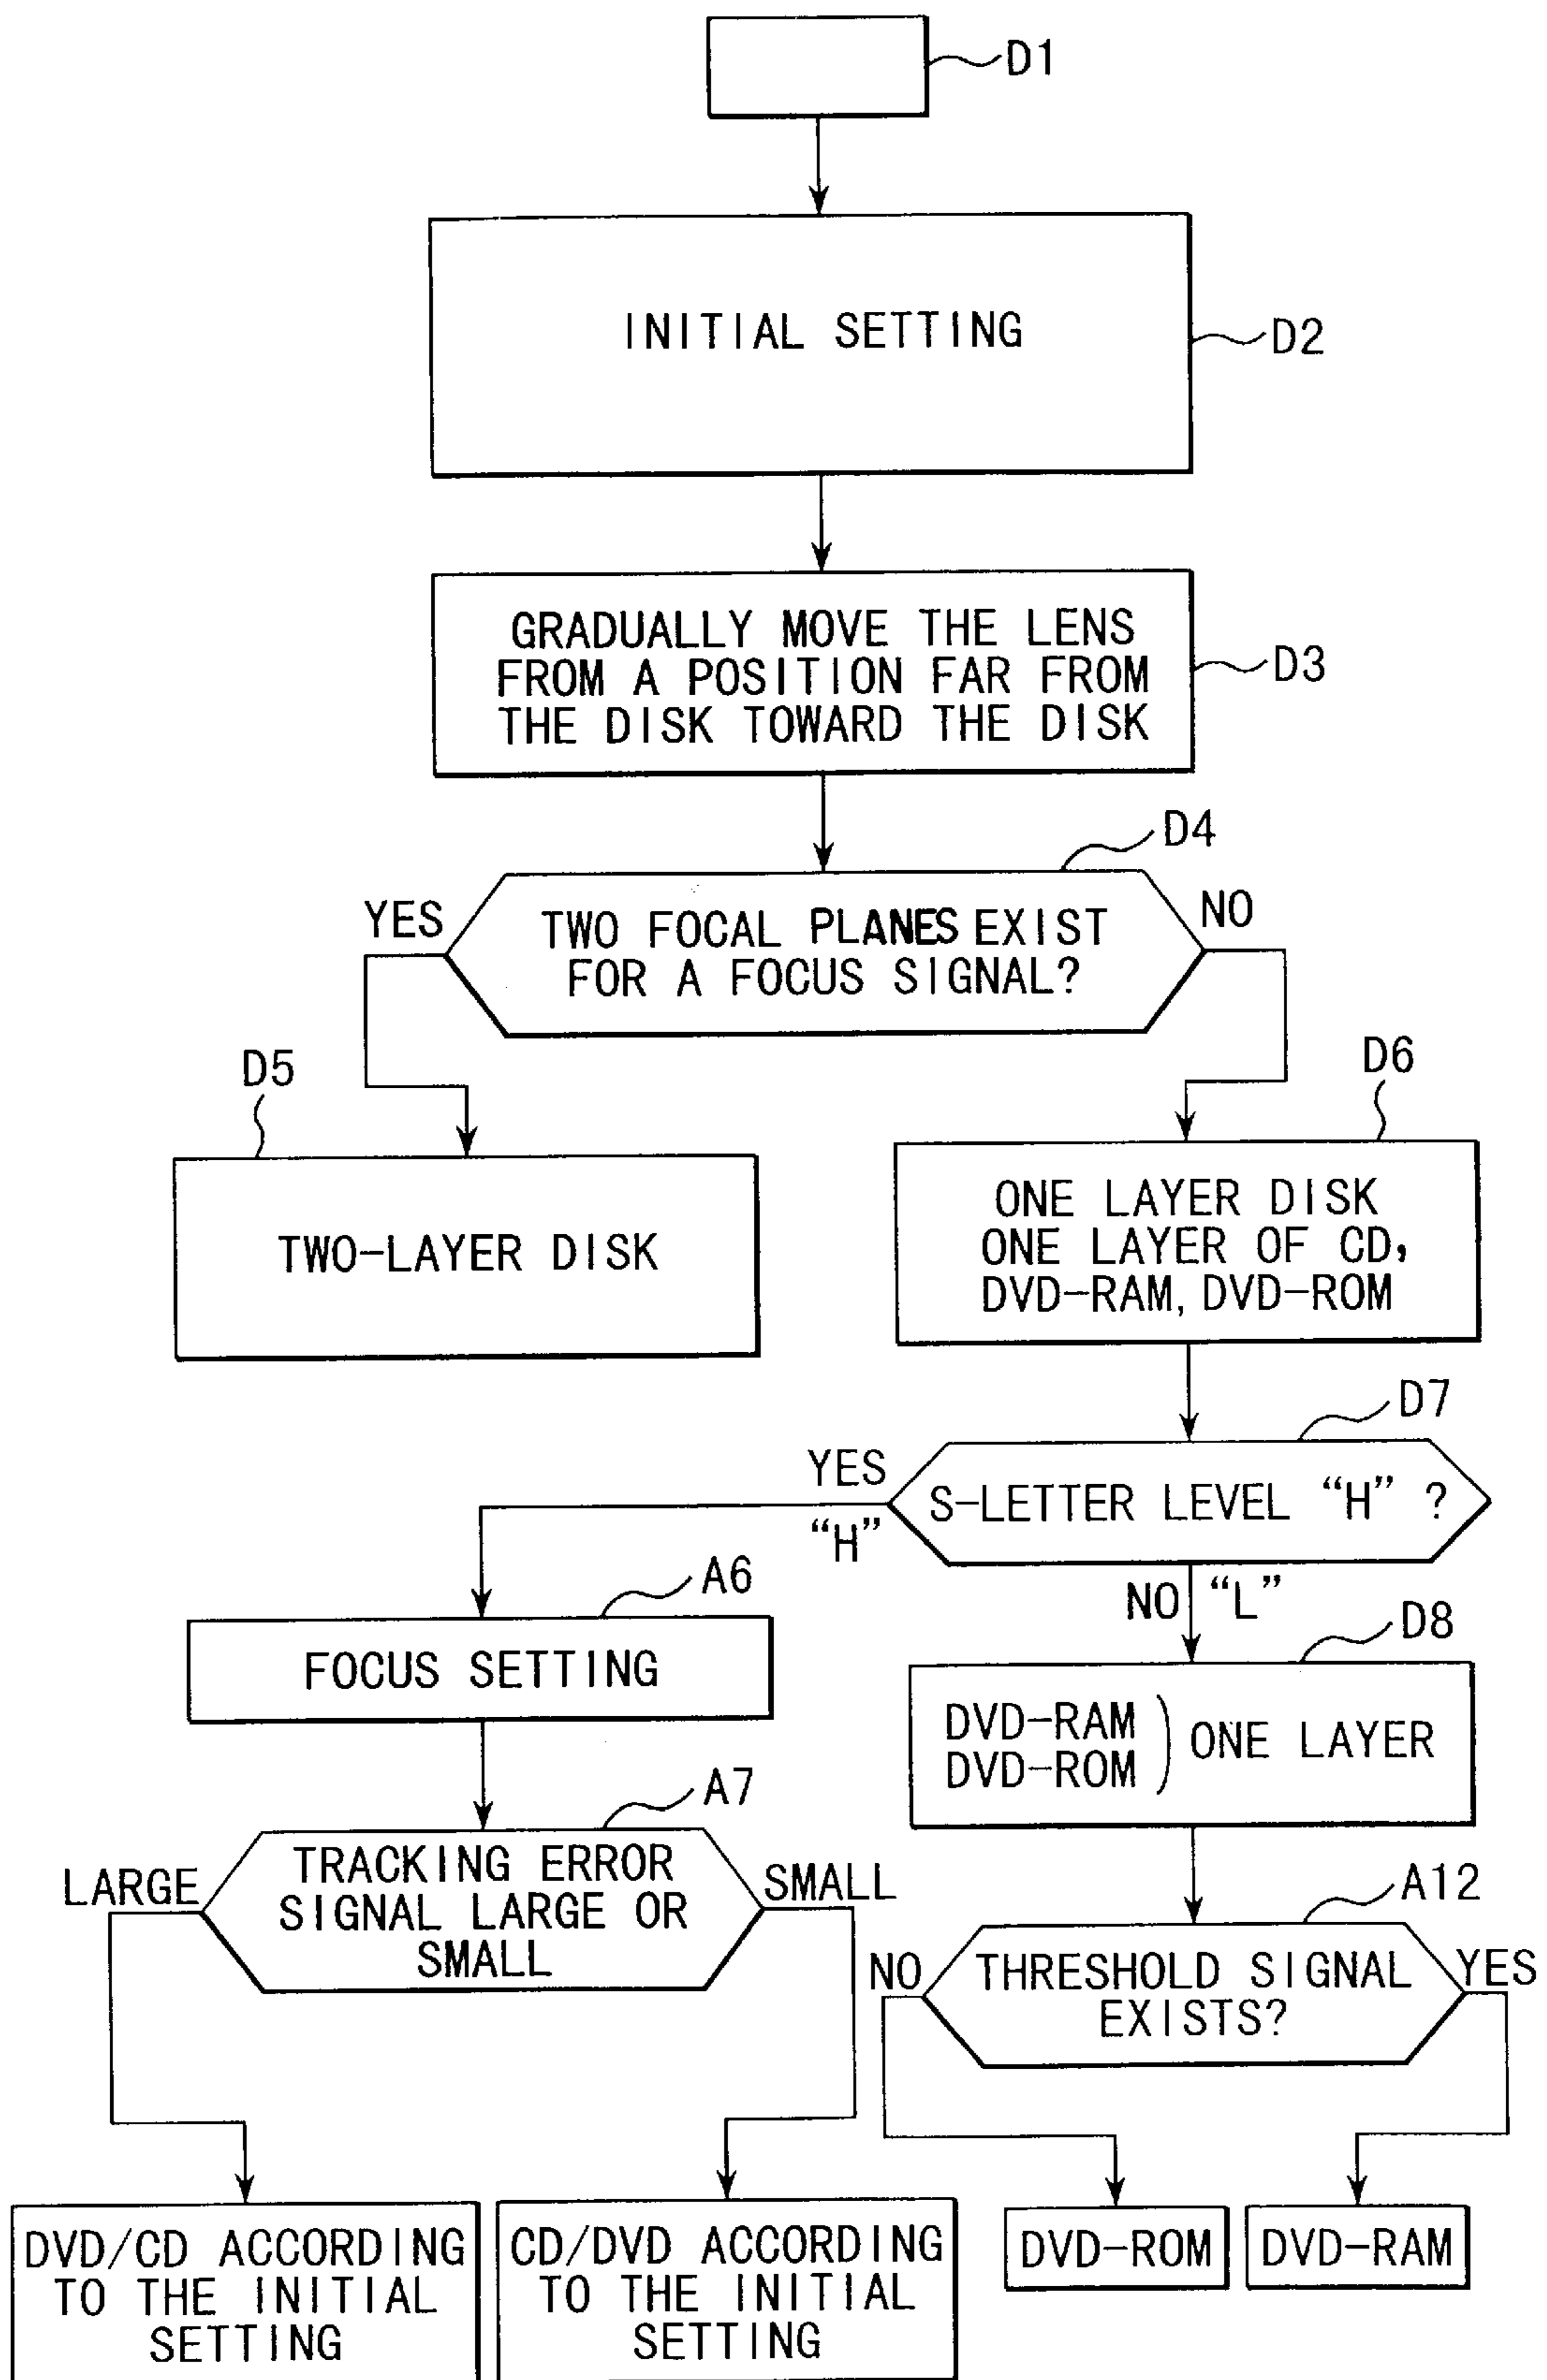 D1
INITIAL SETTING
D2
GRADUALLY MOVE THE LENS
FROM A POSITION FAR FROM
THE DISK TOWARD THE DISK
D3
D4
YES
TWO FOCAL PLANES EXIST
FOR A FOCUS SIGNAL?
NO
D5
TWO-LAYER DISK
D6
ONE LAYER DISK
ONE LAYER OF CD,
DVD-RAM, DVD-ROM
D7
YES
"H"
S-LETTER LEVEL "H" ?
NO "L"
A6
FOCUS SETTING
D8
DVD-RAM
DVD-ROM
) ONE LAYER
A7
LARGE
TRACKING ERROR
SIGNAL LARGE OR
SMALL
SMALL
A12
NO
THRESHOLD SIGNAL
EXISTS?
YES
DVD/CD ACCORDING
TO THE INITIAL
SETTING
CD/DVD ACCORDING
TO THE INITIAL
SETTING
DVD-ROM
DVD-RAM